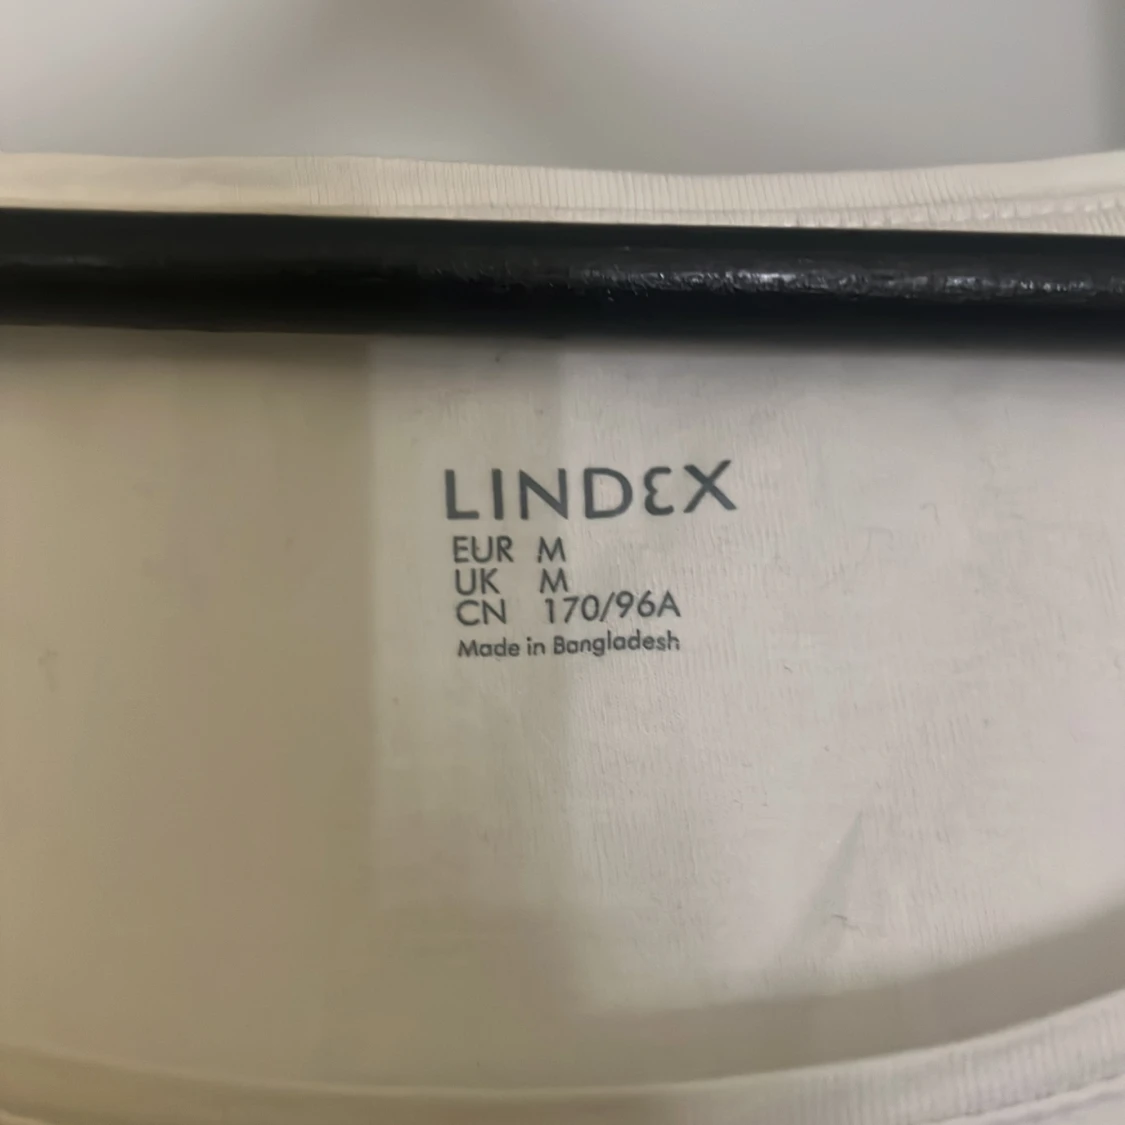 LINDEX
EUR M
UK M
CN 170/96A
Made in Bangladesh